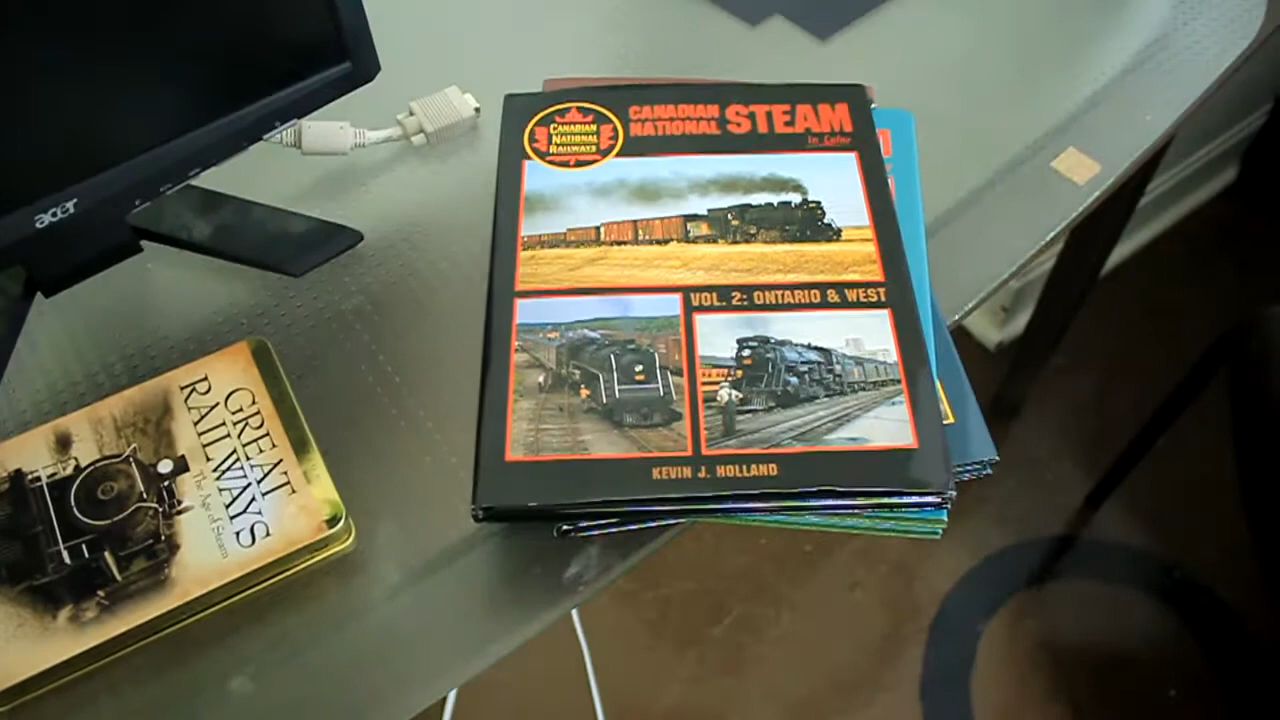 acer
CANADIAN
NATIONAL
RAILWAYS
CANADIAN
NATIONAL
STEAM
In Color
VOL. 2: ONTARIO & WEST
KEVIN J. HOLLAND
GREAT
RAILWAYS
The Age of Steam